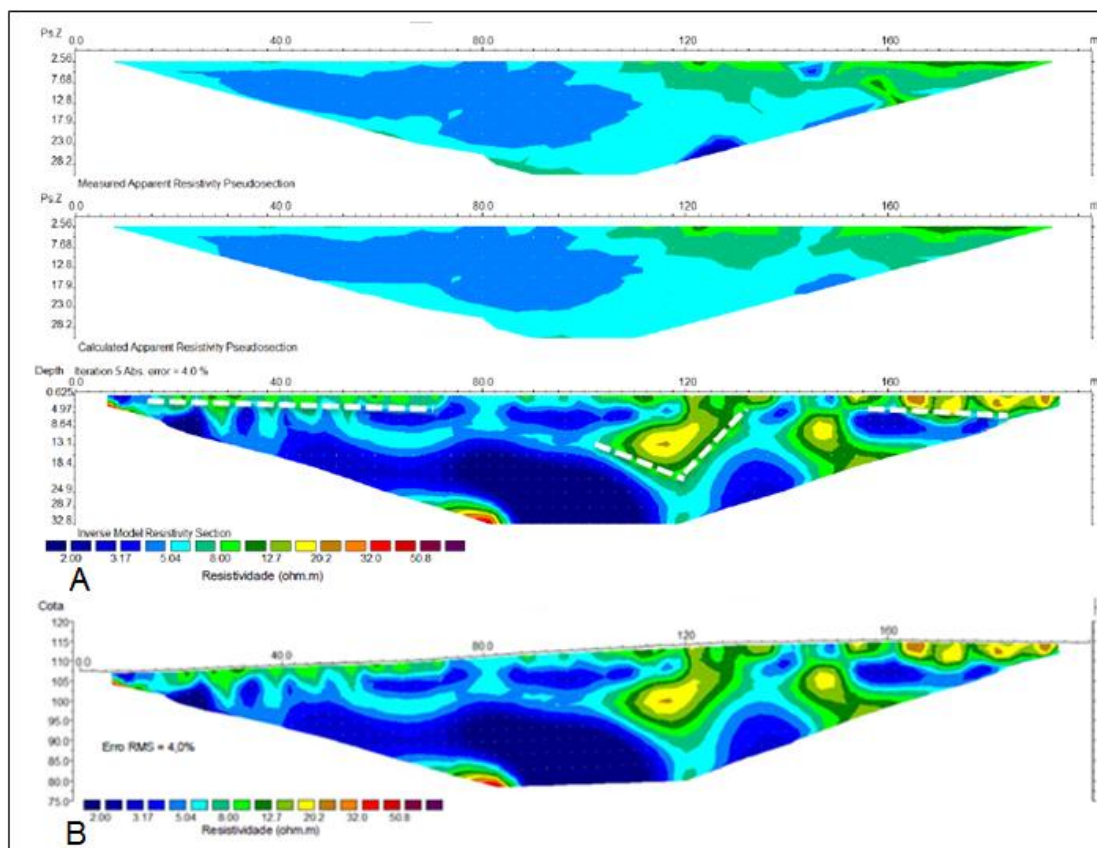 Ps.Z
0.0 40.0 80.0 120 160 m
2.56
7.68
12.8
17.9
23.0
28.2
Measured Apparent Resistivity Pseudosection
Ps.Z
0.0 40.0 80.0 120 160 m
2.56
7.68
12.8
17.9
23.0
28.2
Calculated Apparent Resistivity Pseudosection
Depth Iteration 5 Abs. error = 4.0 %
0.0 40.0 80.0 120 160 m
0.625
4.97
8.64
13.1
18.4
24.9
28.7
32.8
Inverse Model Resistivity Section
2.00 3.17 5.04 8.00 12.7 20.2 32.0 50.8
Resistividade (ohm.m)
A
Cota
120
115
110
105
100
95.0
90.0
85.0
80.0
75.0
0.0 40.0 80.0 120 160
Erro RMS = 4,0%
2.00 3.17 5.04 8.00 12.7 20.2 32.0 50.8
Resistividade (ohm.m)
B